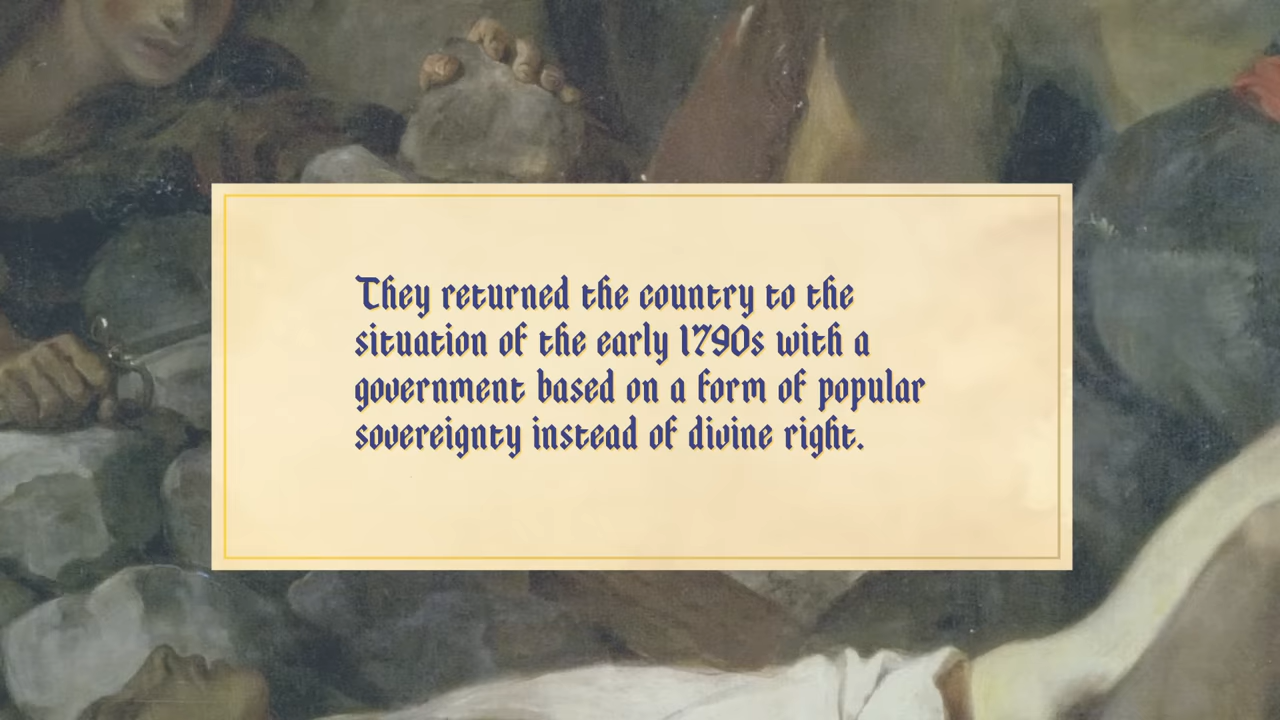 They returned the country to the
situation of the early 1790s with a
government based on a form of popular
sovereignty instead of divine right.